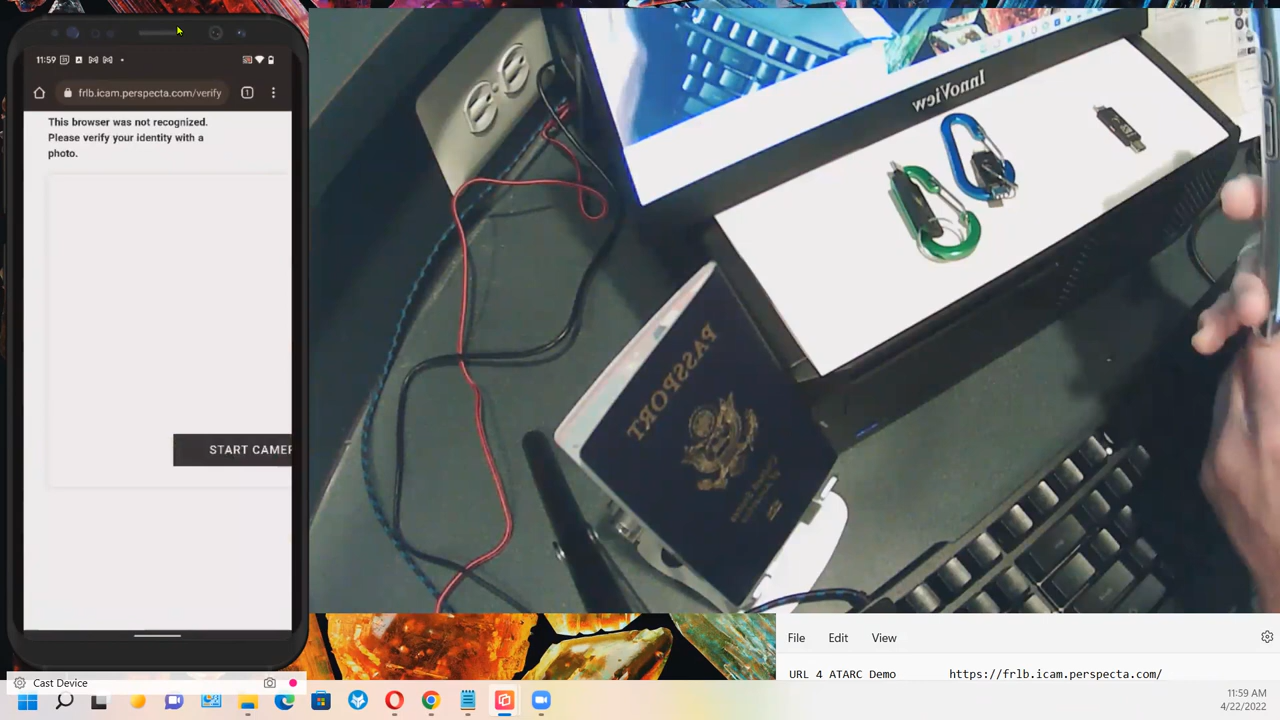 11:59
frlb.icam.perspecta.com/verify
1
This browser was not recognized.
Please verify your identity with a
photo.
START CAMER
InnoView
PASSPORT
File Edit View
URL 4 ATARC Demo https://frlb.icam.perspecta.com/
Cast Device
11:59 AM
4/22/2022